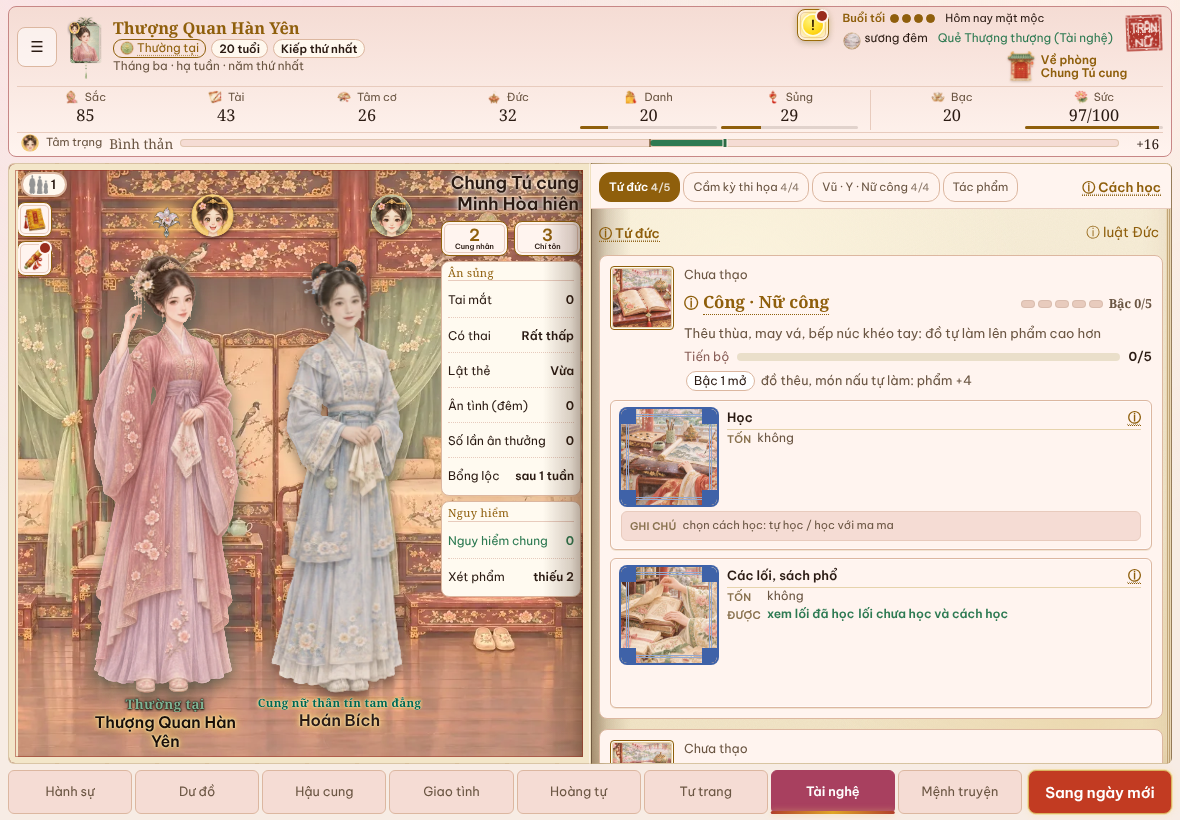 ☰
Thượng Quan Hàn Yên
Thường tại
20 tuổi
Kiếp thứ nhất
Tháng ba · hạ tuần · năm thứ nhất
!
Buổi tối
Hôm nay mặt mộc
sương đêm
Quẻ Thượng thượng (Tài nghệ)
Về phòng
Chung Tú cung
Sắc
85
Tài
43
Tâm cơ
26
Đức
32
Danh
20
Sủng
29
Bạc
20
Sức
97/100
Tâm trạng
Bình thản
+16
1
Chung Tú cung
Minh Hòa hiên
2
Cung nhân
3
Chí tôn
Ân sủng
Tai mắt 0
Có thai Rất thấp
Lật thẻ Vừa
Ân tình (đêm) 0
Số lần ân thưởng 0
Bổng lộc sau 1 tuần
Nguy hiểm
Nguy hiểm chung 0
Xét phẩm thiếu 2
Thường tại
Thượng Quan Hàn
Yên
Cung nữ thân tín tam đẳng
Hoán Bích
Tứ đức 4/5
Cầm kỳ thi họa 4/4
Vũ · Y · Nữ công 4/4
Tác phẩm
ⓘ Cách học
ⓘ Tứ đức
ⓘ luật Đức
Chưa thạo
ⓘ Công · Nữ công
Bậc 0/5
Thêu thùa, may vá, bếp núc khéo tay; đồ tự làm lên phẩm cao hơn
Tiến bộ 0/5
Bậc 1 mở đồ thêu, món nấu tự làm: phẩm +4
Học ⓘ
TỐN không
GHI CHÚ chọn cách học: tự học / học với ma ma
Các lối, sách phổ ⓘ
TỐN không
ĐƯỢC xem lối đã học lối chưa học và cách học
Chưa thạo
Hành sự
Dư đồ
Hậu cung
Giao tình
Hoàng tự
Tư trang
Tài nghệ
Mệnh truyện
Sang ngày mới